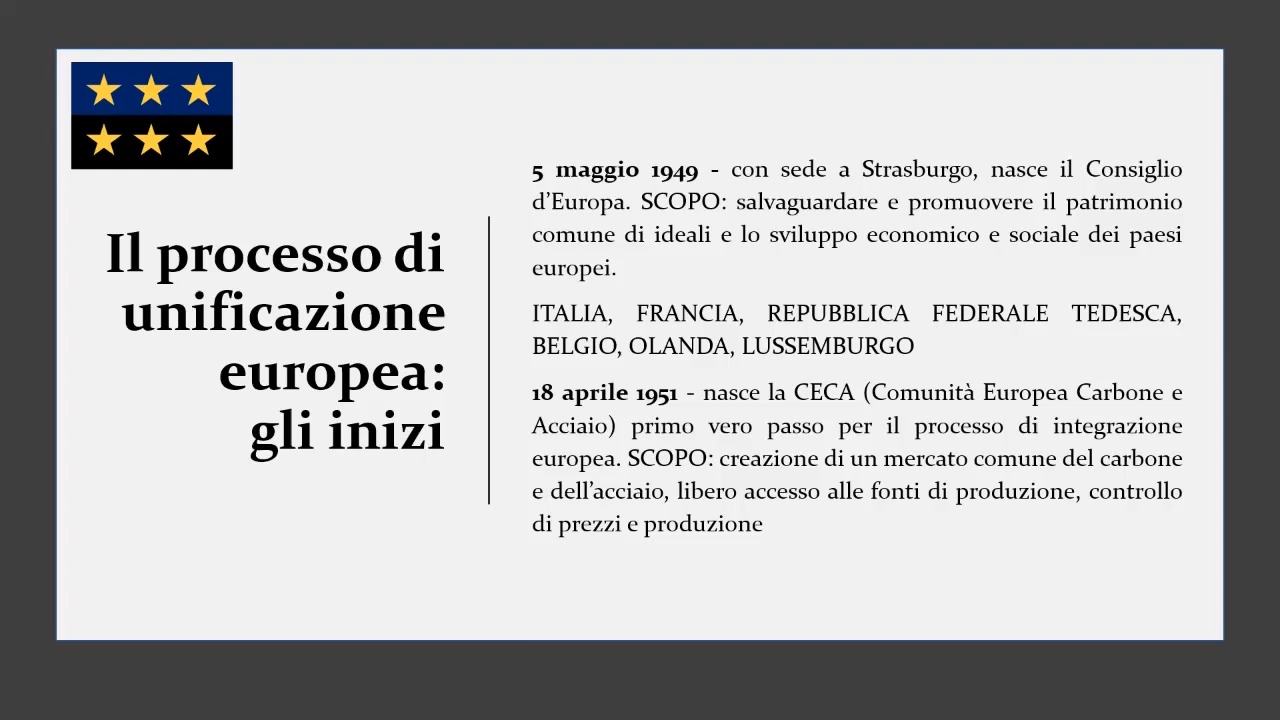 Il processo di
unificazione
europea:
gli inizi
5 maggio 1949 - con sede a Strasburgo, nasce il Consiglio
d’Europa. SCOPO: salvaguardare e promuovere il patrimonio
comune di ideali e lo sviluppo economico e sociale dei paesi
europei.
ITALIA, FRANCIA, REPUBBLICA FEDERALE TEDESCA,
BELGIO, OLANDA, LUSSEMBURGO
18 aprile 1951 - nasce la CECA (Comunità Europea Carbone e
Acciaio) primo vero passo per il processo di integrazione
europea. SCOPO: creazione di un mercato comune del carbone
e dell’acciaio, libero accesso alle fonti di produzione, controllo
di prezzi e produzione